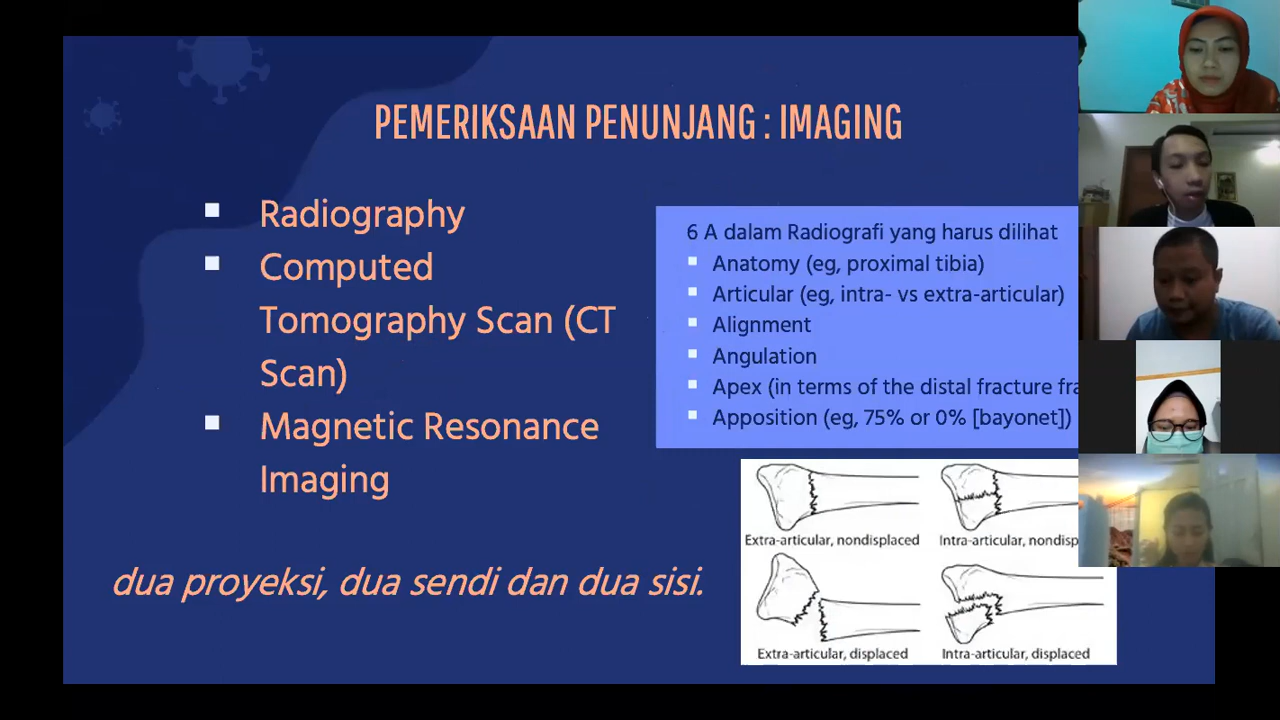 PEMERIKSAAN PENUNJANG : IMAGING
Radiography
Computed
Tomography Scan (CT
Scan)
Magnetic Resonance
Imaging
dua proyeksi, dua sendi dan dua sisi.
6 A dalam Radiografi yang harus dilihat
Anatomy (eg, proximal tibia)
Articular (eg, intra- vs extra-articular)
Alignment
Angulation
Apex (in terms of the distal fracture
Apposition (eg, 75% or 0% [bayonet])
Extra-articular, nondisplaced
Intra-articular,
Extra-articular, displaced
Intra-articular, displaced